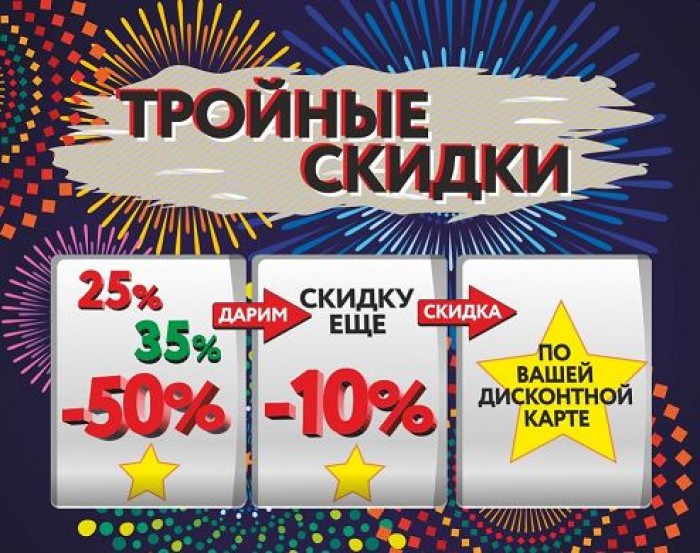 ТРОЙНЫЕ
СКИДКИ
25%
35%
-50%
ДАРИМ
СКИДКУ
ЕЩЕ
-10%
СКИДКА
ПО
ВАШЕЙ
ДИСКОНТНОЙ
КАРТЕ